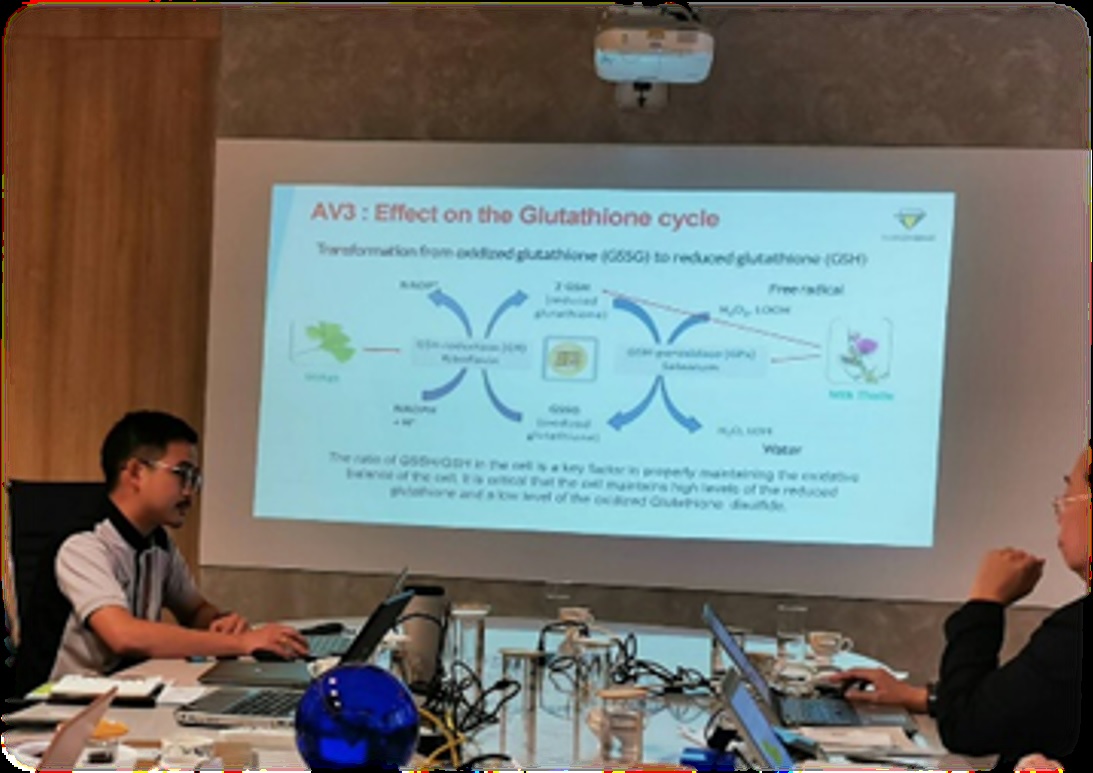 AV3 : Effect on the Glutathione cycle
Transformation from oxidized glutathione (GSSG) to reduced glutathione (GSH)
NADP⁺
2 GSH
(reduced
glutathione)
Free radical
H₂O₂, LOOH
GSH-reductase (GR)
Riboflavin
GSH-peroxidase (GPx)
Selenium
Milk Thistle
NADPH
+ H⁺
GSSG
(oxidized
glutathione)
H₂O, LOH
Water
The ratio of GSSH/GSH in the cell is a key factor in properly maintaining the oxidative
balance of the cell. It is critical that the cell maintains high levels of the reduced
glutathione and a low level of the oxidized Glutathione disulfide.